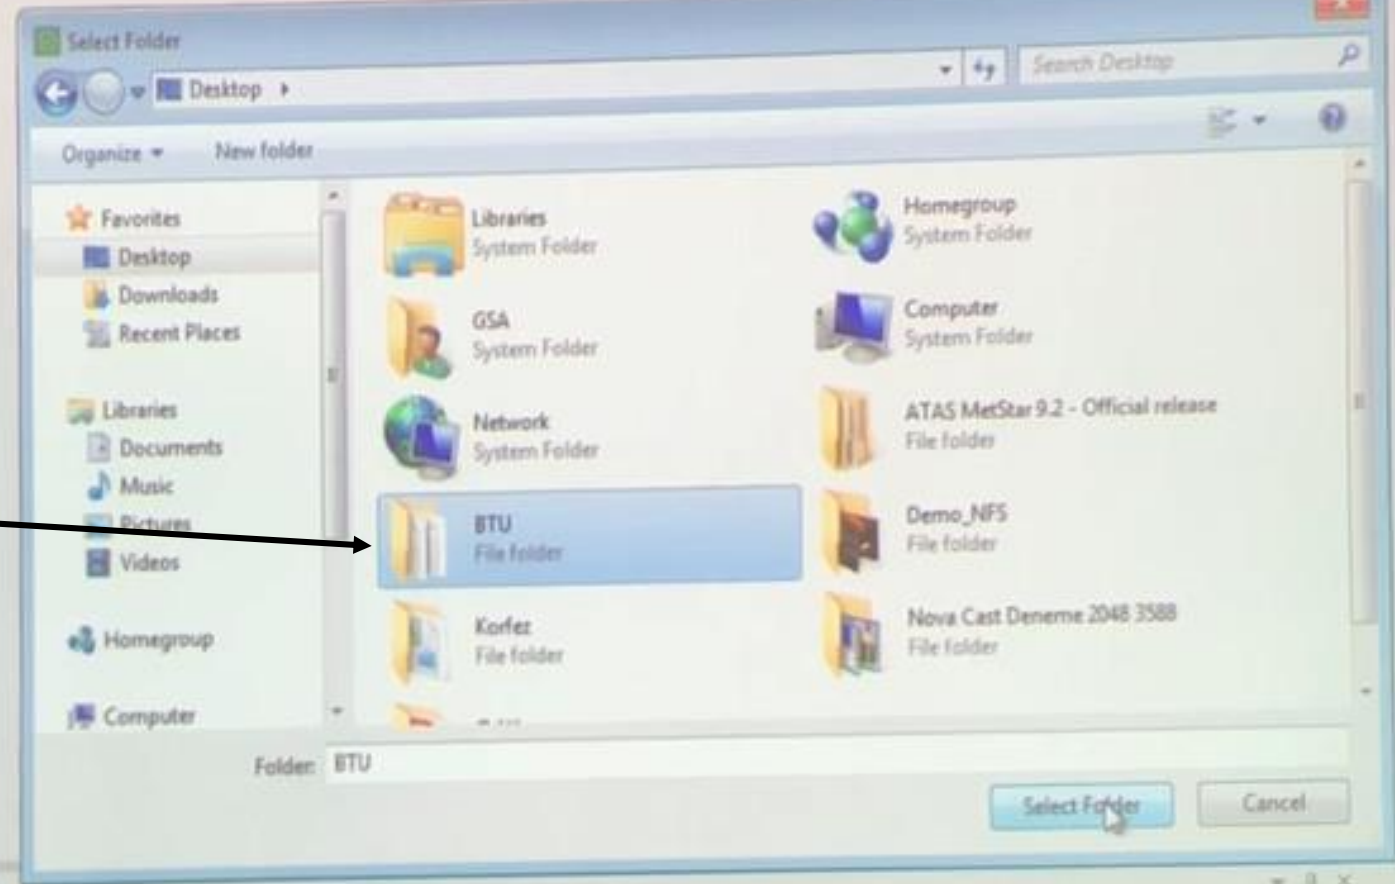 Select Folder
Desktop
Search Desktop
Organize
New folder
Favorites
Desktop
Downloads
Recent Places
Libraries
Documents
Music
Pictures
Videos
Homegroup
Computer
Libraries
System Folder
Homegroup
System Folder
GSA
System Folder
Computer
System Folder
Network
System Folder
ATAS MetStar 9.2 - Official release
File folder
BTU
File folder
Demo_NFS
File folder
Korfez
File folder
Nova Cast Deneme 2048 3588
File folder
Folder: BTU
Select Folder
Cancel